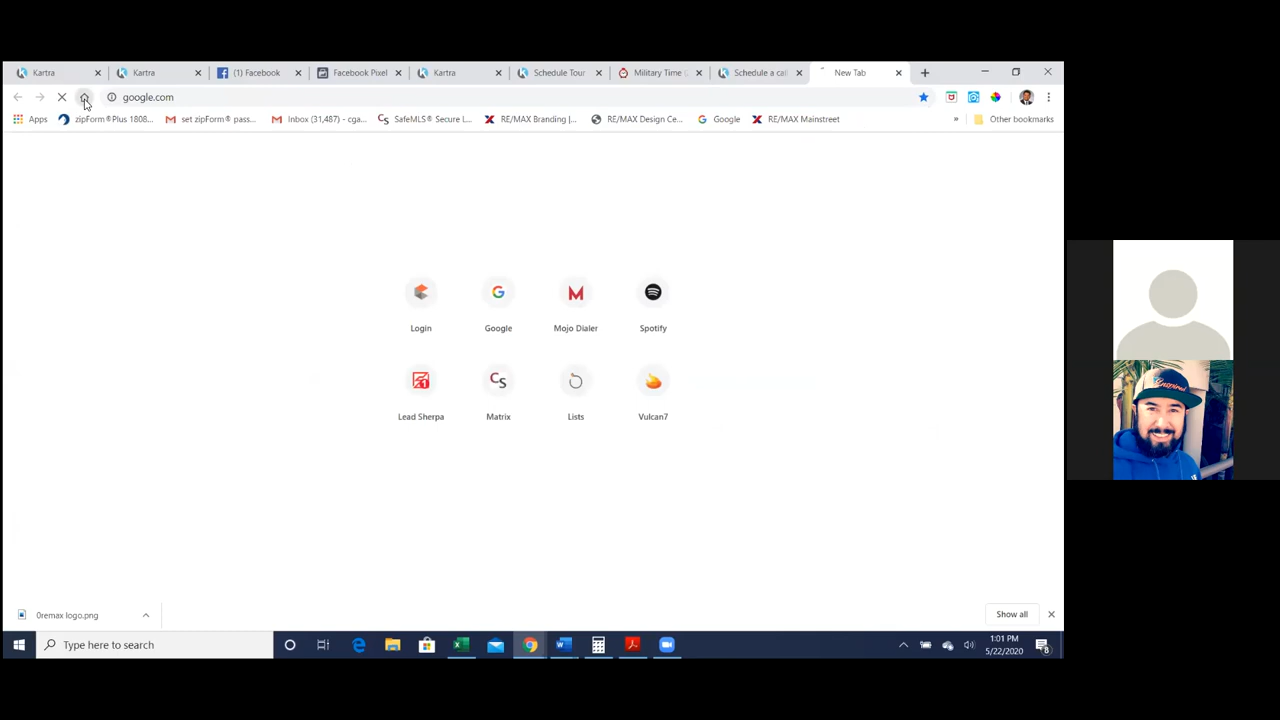 Kartra Kartra (1) Facebook Facebook Pixel Kartra Schedule Tour Military Time Schedule a call New Tab
google.com
Apps zipForm®Plus 1808... set zipForm® pass... Inbox (31,487) - cga... SafeMLS® Secure L... RE/MAX Branding |... RE/MAX Design Ce... Google RE/MAX Mainstreet » Other bookmarks
Login Google Mojo Dialer Spotify
Lead Sherpa Matrix Lists Vulcan7
0remax logo.png Show all
Type here to search
1:01 PM
5/22/2020
8
Inspired